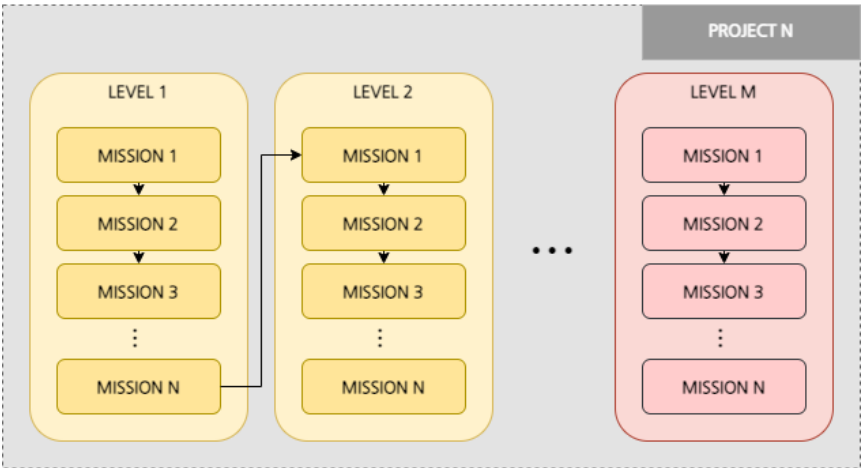 PROJECT N
LEVEL 1
MISSION 1
MISSION 2
MISSION 3
⋮
MISSION N
LEVEL 2
MISSION 1
MISSION 2
MISSION 3
⋮
MISSION N
...
LEVEL M
MISSION 1
MISSION 2
MISSION 3
⋮
MISSION N